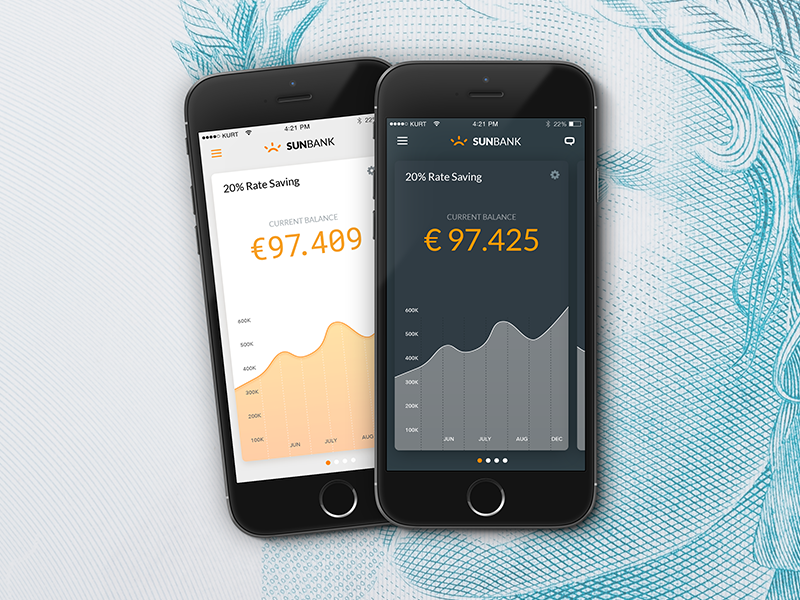 ●●●●○ KURT 4:21 PM 22%
SUNBANK
20% Rate Saving
CURRENT BALANCE
€97.409
600K
500K
400K
300K
200K
100K
JUN JULY AUG
●●●●○ KURT 4:21 PM 22%
SUNBANK
20% Rate Saving
CURRENT BALANCE
€ 97.425
600K
500K
400K
300K
200K
100K
JUN JULY AUG DEC